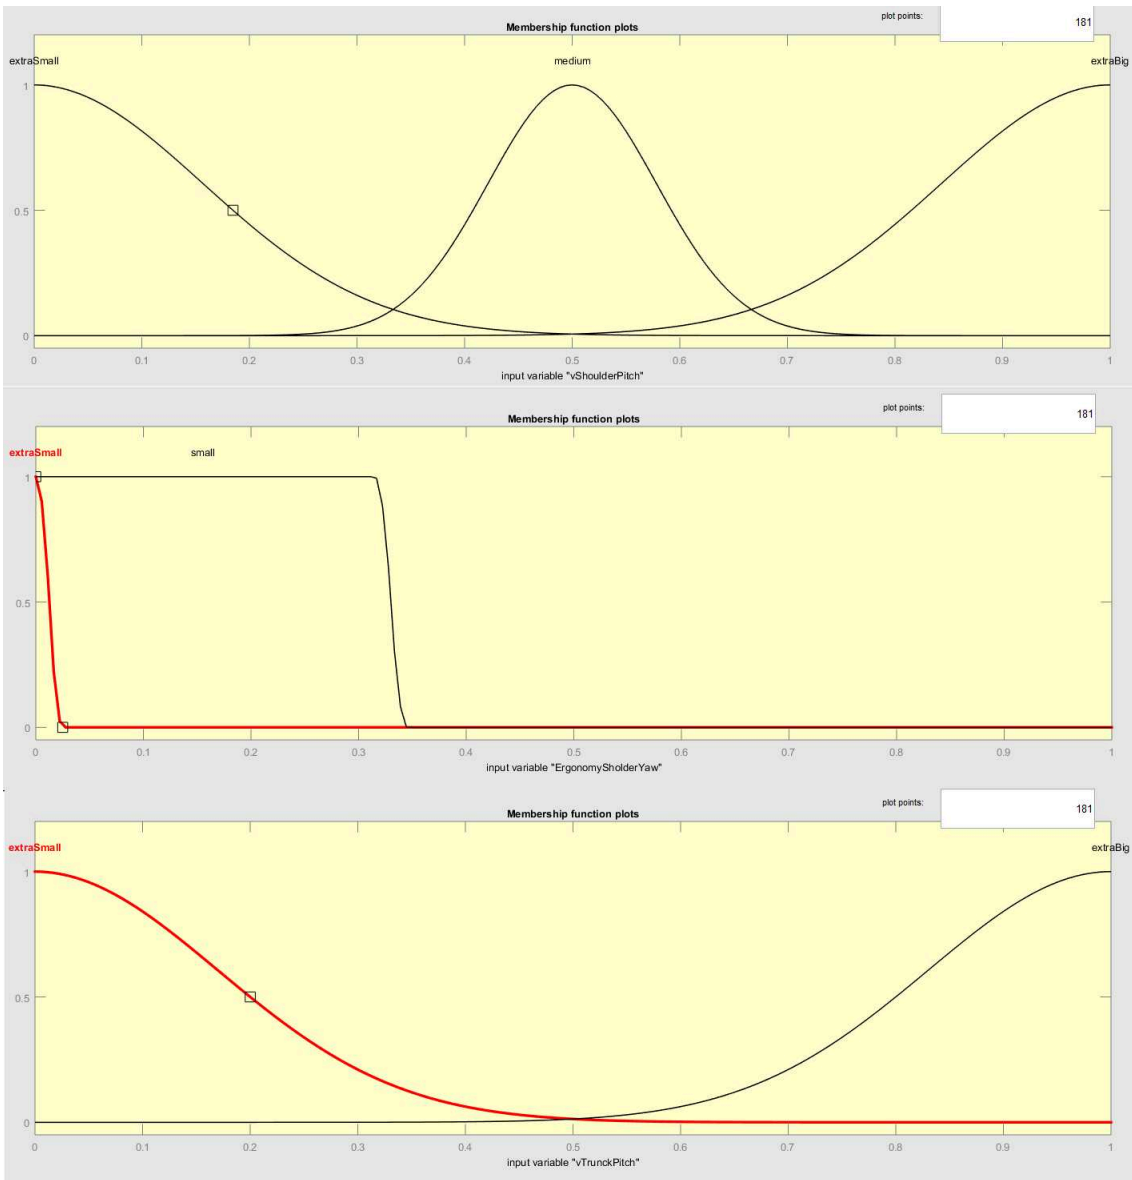 Membership function plots
plot points:
181
extraSmall
medium
extraBig
1
0.5
0
0 0.1 0.2 0.3 0.4 0.5 0.6 0.7 0.8 0.9 1
input variable "vShoulderPitch"
Membership function plots
plot points:
181
extraSmall
small
1
0.5
0
0 0.1 0.2 0.3 0.4 0.5 0.6 0.7 0.8 0.9 1
input variable "ErgonomySholderYaw"
Membership function plots
plot points:
181
extraSmall
extraBig
1
0.5
0
0 0.1 0.2 0.3 0.4 0.5 0.6 0.7 0.8 0.9 1
input variable "vTrunckPitch"